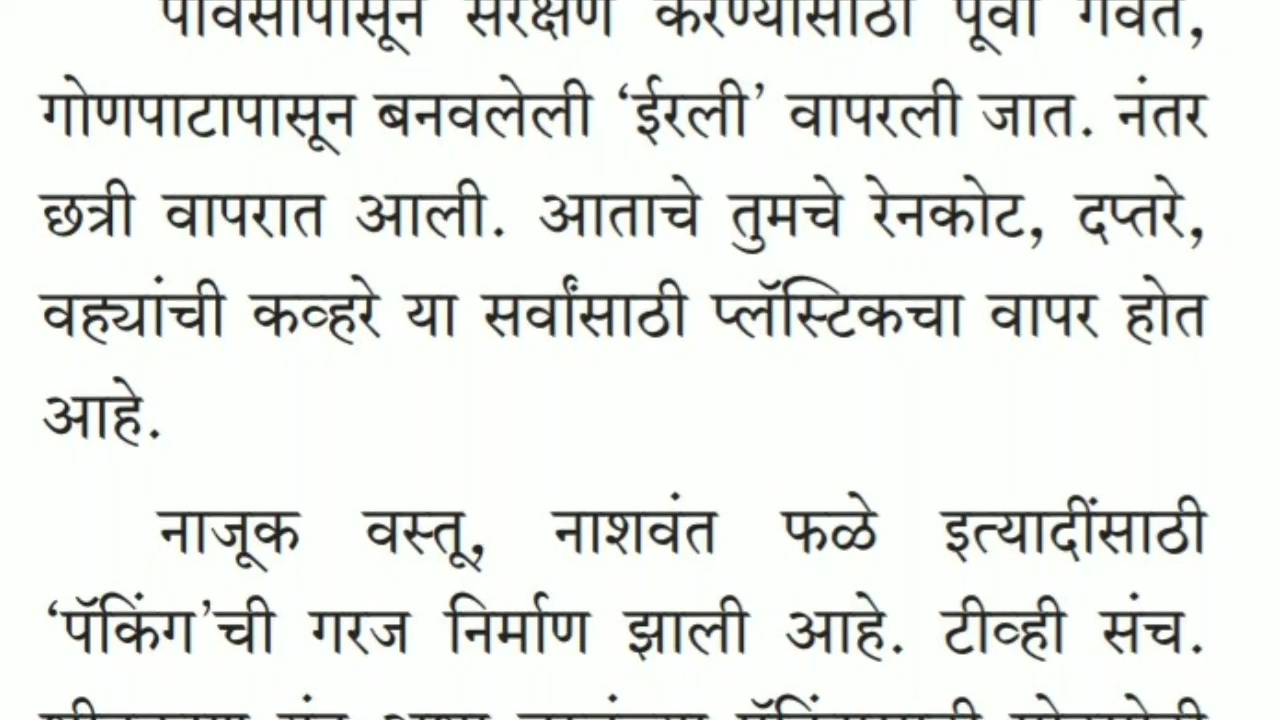 पावसापासून संरक्षण करण्यासाठी पूर्वी गवत,
गोणपाटापासून बनवलेली ‘ईरली’ वापरली जात. नंतर
छत्री वापरात आली. आताचे तुमचे रेनकोट, दप्तरे,
वह्यांची कव्हरे या सर्वांसाठी प्लॅस्टिकचा वापर होत
आहे.
नाजूक वस्तू, नाशवंत फळे इत्यादींसाठी
‘पॅकिंग’ची गरज निर्माण झाली आहे. टीव्ही संच.